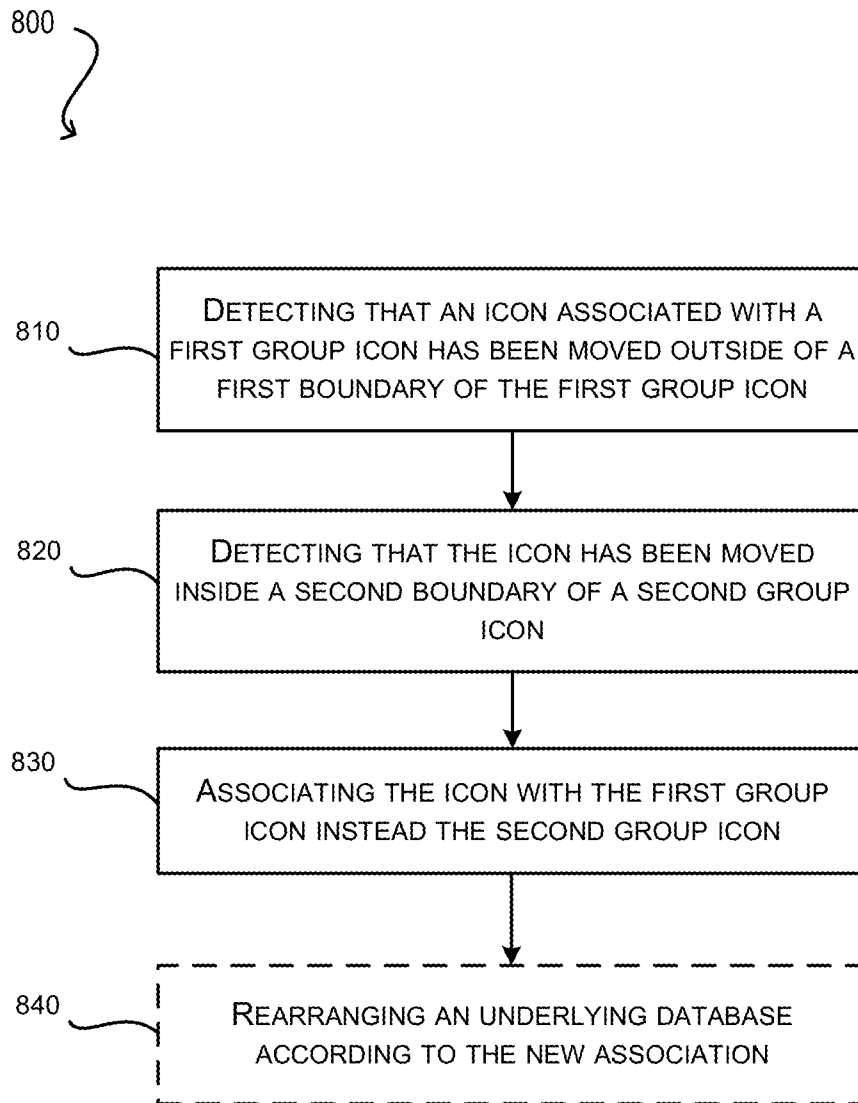 800
810
DETECTING THAT AN ICON ASSOCIATED WITH A
FIRST GROUP ICON HAS BEEN MOVED OUTSIDE OF A
FIRST BOUNDARY OF THE FIRST GROUP ICON
820
DETECTING THAT THE ICON HAS BEEN MOVED
INSIDE A SECOND BOUNDARY OF A SECOND GROUP
ICON
830
ASSOCIATING THE ICON WITH THE FIRST GROUP
ICON INSTEAD THE SECOND GROUP ICON
840
REARRANGING AN UNDERLYING DATABASE
ACCORDING TO THE NEW ASSOCIATION